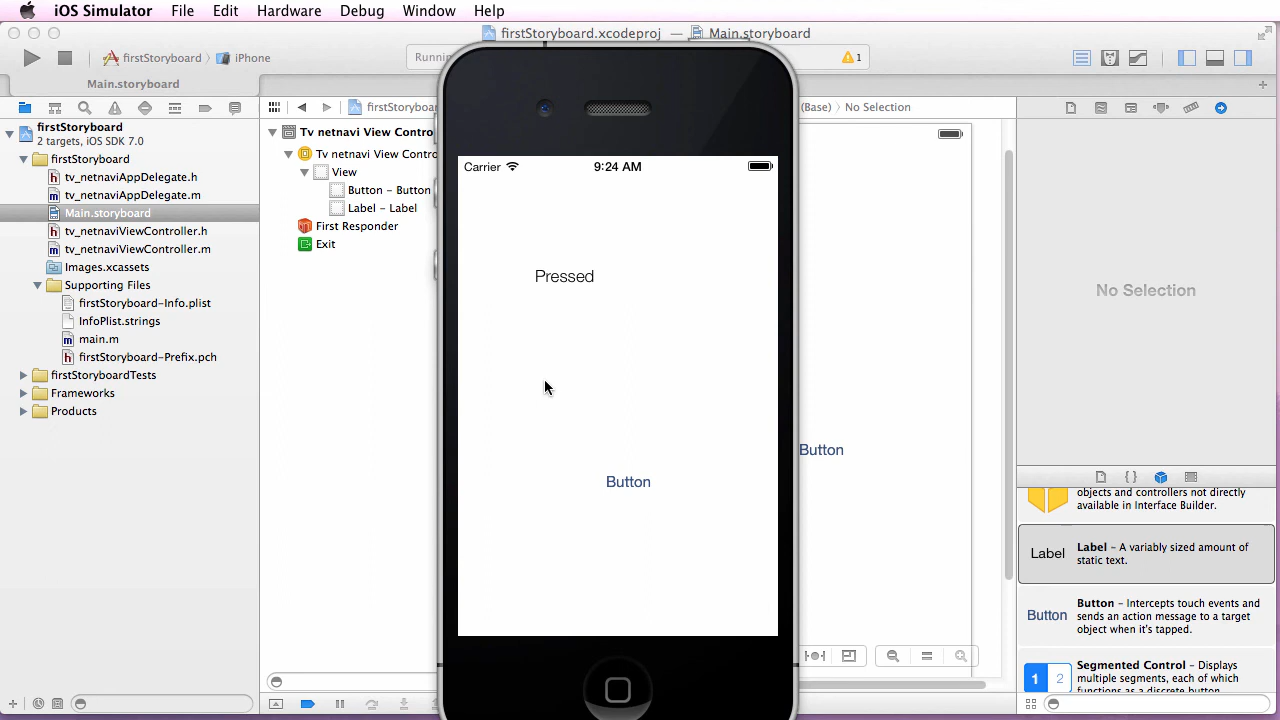 iOS Simulator File Edit Hardware Debug Window Help
firstStoryboard.xcodeproj — Main.storyboard
firstStoryboard iPhone
Running
1
Main.storyboard
firstStoryboard
2 targets, iOS SDK 7.0
firstStoryboard
tv_netnaviAppDelegate.h
tv_netnaviAppDelegate.m
Main.storyboard
tv_netnaviViewController.h
tv_netnaviViewController.m
Images.xcassets
Supporting Files
firstStoryboard-Info.plist
InfoPlist.strings
main.m
firstStoryboard-Prefix.pch
firstStoryboardTests
Frameworks
Products
firstStoryboa
(Base) No Selection
Tv netnavi View Contro
Tv netnavi View Contro
View
Button – Button
Label – Label
First Responder
Exit
Carrier 9:24 AM
Pressed
Button
Button
No Selection
objects and controllers not directly
available in Interface Builder.
Label
Label – A variably sized amount of
static text.
Button
Button – Intercepts touch events and
sends an action message to a target
object when it's tapped.
1 2
Segmented Control – Displays
multiple segments, each of which
functions as a discrete button.